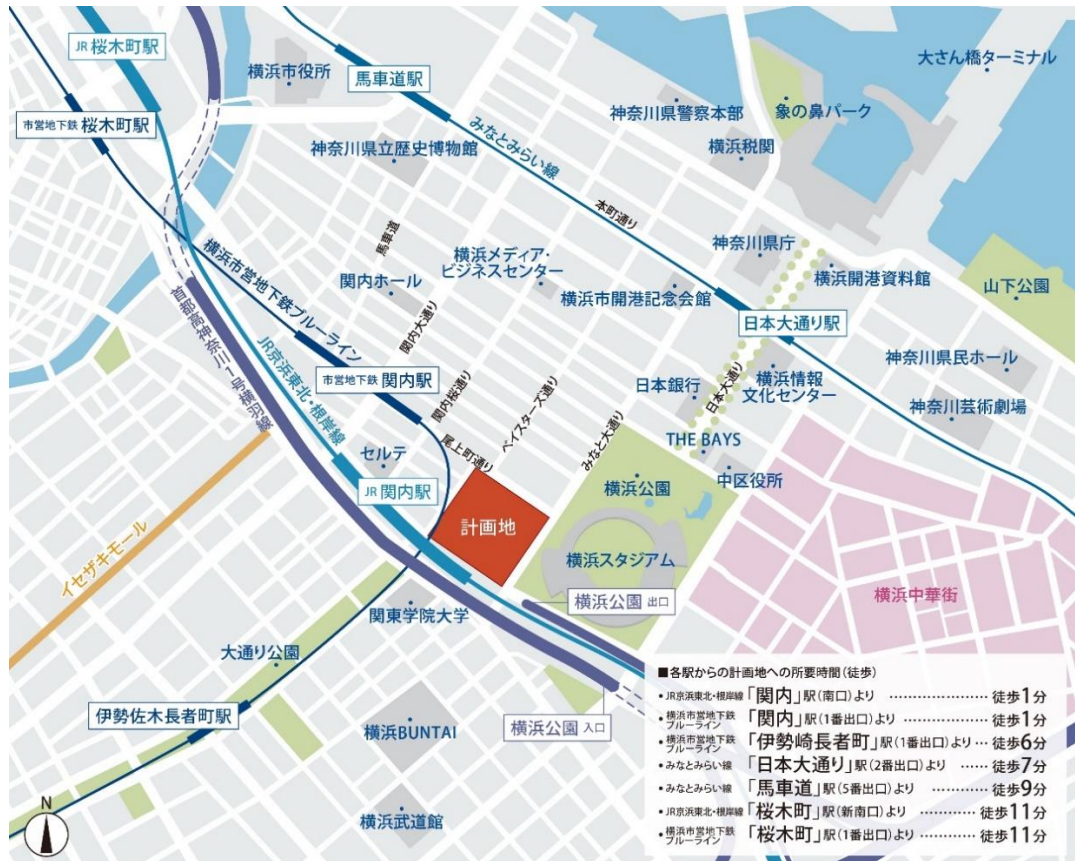 JR 桜木町駅
横浜市役所
馬車道駅
大さん橋ターミナル
市営地下鉄 桜木町駅
神奈川県警察本部
象の鼻パーク
みなとみらい線
神奈川県立歴史博物館
横浜税関
本町通り
馬車道
横浜メディア・
ビジネスセンター
神奈川県庁
横浜開港資料館
横浜市営地下鉄ブルーライン
関内ホール
横浜市開港記念会館
山下公園
首都高神奈川1号横羽線
関内大通り
日本大通り駅
JR京浜東北・根岸線
神奈川県民ホール
市営地下鉄 関内駅
日本銀行
日本大通り
横浜情報
文化センター
関内桜通り
ベイスターズ通り
神奈川芸術劇場
みなと大通り
尾上町通り
THE BAYS
セルテ
中区役所
横浜公園
JR 関内駅
計画地
イセザキモール
横浜スタジアム
横浜中華街
横浜公園 出口
関東学院大学
大通り公園
伊勢佐木長者町駅
横浜BUNTAI
横浜公園 入口
横浜武道館
N
■各駅からの計画地への所要時間(徒歩)
•JR京浜東北・根岸線「関内」駅(南口)より …………………… 徒歩1分
•横浜市営地下鉄ブルーライン「関内」駅(1番出口)より ……………… 徒歩1分
•横浜市営地下鉄ブルーライン「伊勢崎長者町」駅(1番出口)より … 徒歩6分
•みなとみらい線「日本大通り」駅(2番出口)より …… 徒歩7分
•みなとみらい線「馬車道」駅(5番出口)より ………………… 徒歩9分
•JR京浜東北・根岸線「桜木町」駅(新南口)より ………… 徒歩11分
•横浜市営地下鉄ブルーライン「桜木町」駅(1番出口)より ………… 徒歩11分